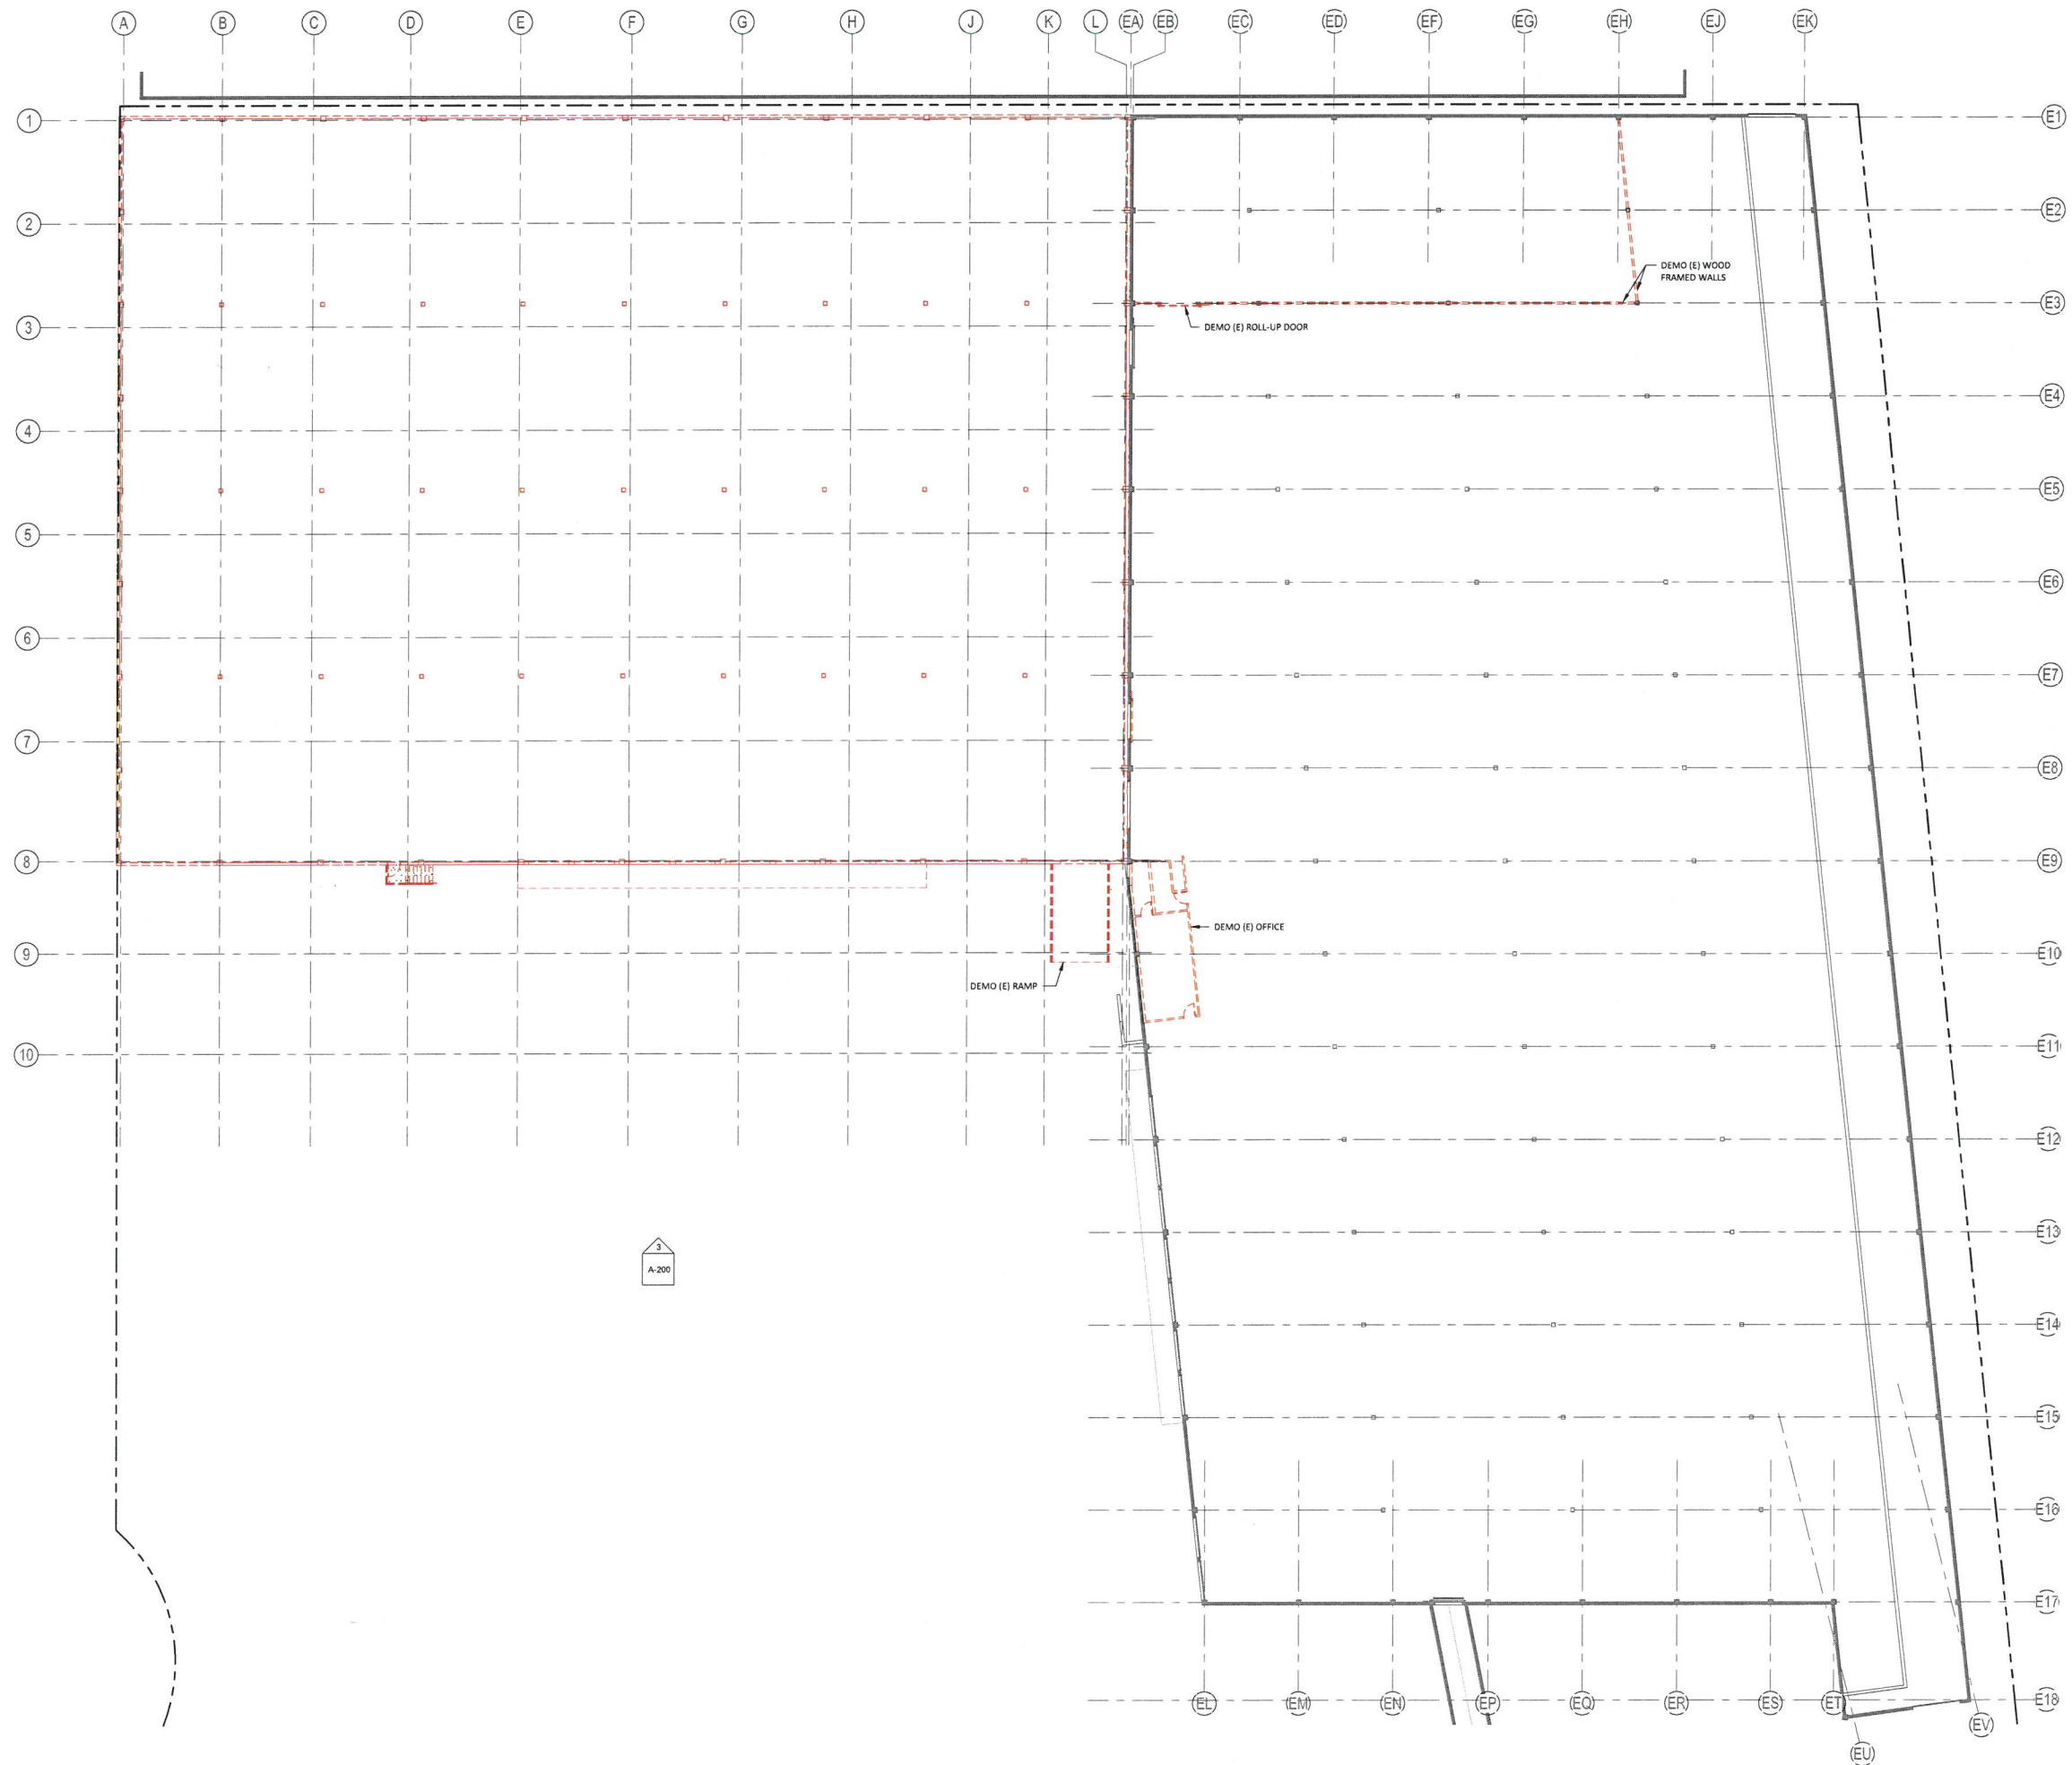 A B C D E F G H J K L (EA) (EB) (EC) (ED) (EF) (EG) (EH) (EJ) (EK)
1 (E1)
2 (E2)
DEMO (E) WOOD
FRAMED WALLS
(E3)
3
DEMO (E) ROLL-UP DOOR
(E4)
4
(E5)
5
(E6)
6
(E7)
7
(E8)
8 (E9)
DEMO (E) OFFICE
9 (E10)
DEMO (E) RAMP
10 (E11)
(E12)
(E13)
3
A-200
(E14)
(E15)
(E16)
(E17)
(EL) (EM) (EN) (EP) (EQ) (ER) (ES) (ET) (E18)
(EV)
(EU)